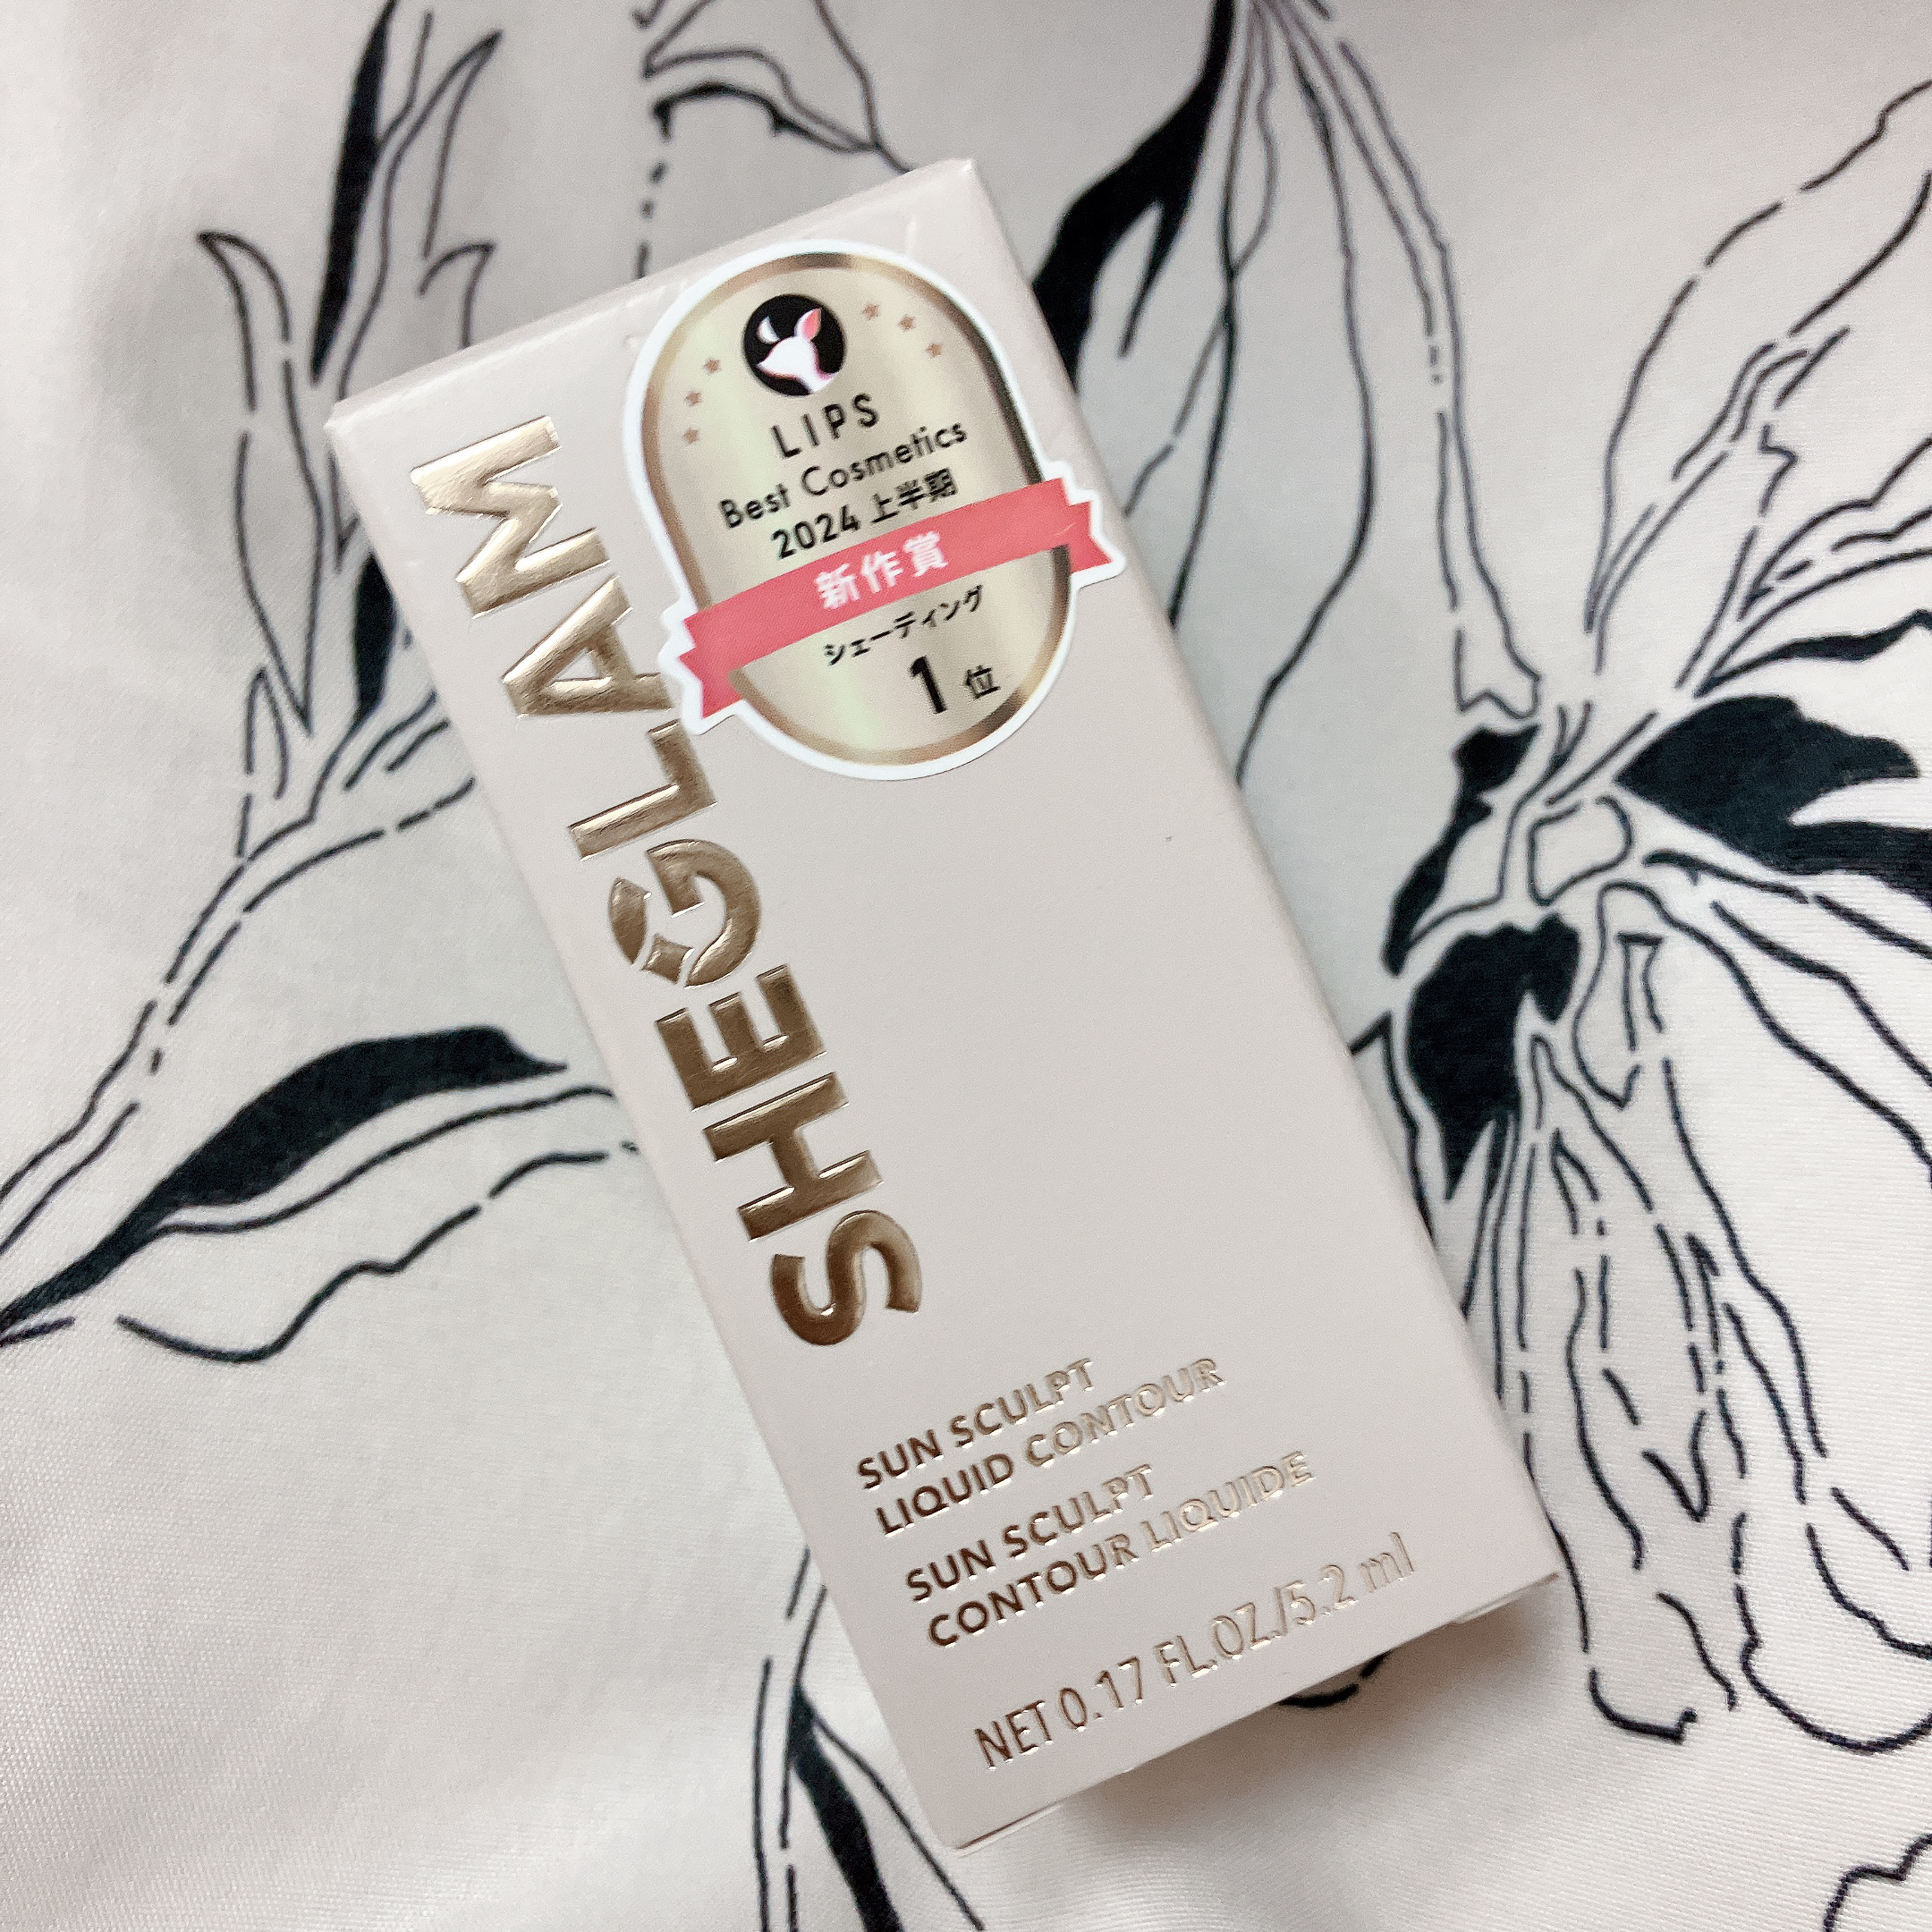 LIPS
Best Cosmetics
2024 上半期
新作賞
シェーディング
1位
SHEGLAM
SUN SCULPT
LIQUID CONTOUR
SUN SCULPT
CONTOUR LIQUIDE
NET 0.17 FL.OZ./5.2 ml